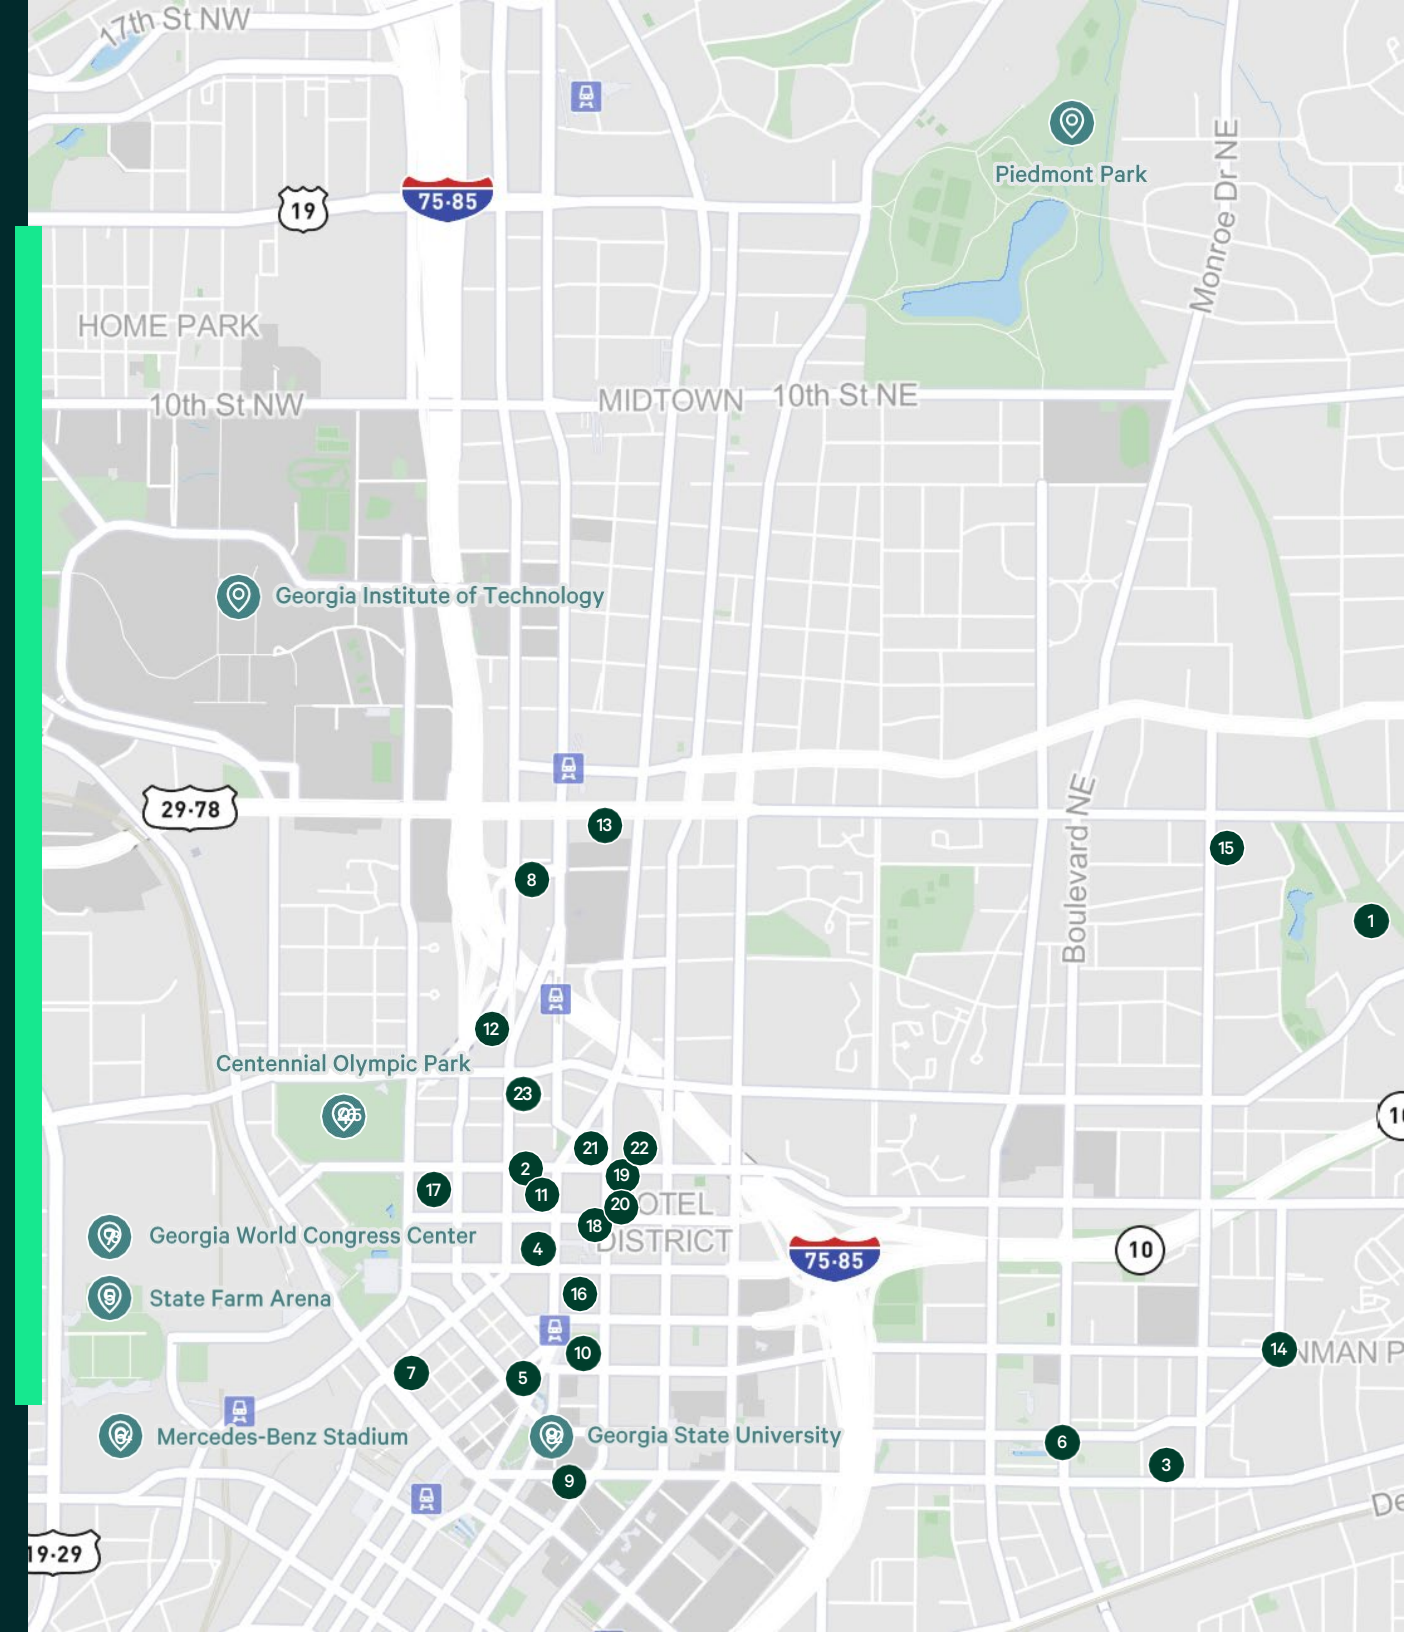 17th St NW
Piedmont Park
Monroe Dr NE
19
75-85
HOME PARK
10th St NW
MIDTOWN
10th St NE
Georgia Institute of Technology
29-78
13
8
15
1
Boulevard NE
12
Centennial Olympic Park
23
21
22
2
19
17
11
20
18
DISTRICT
4
Georgia World Congress Center
75-85
10
State Farm Arena
16
10
14
7
5
Mercedes-Benz Stadium
Georgia State University
6
3
9
19-29